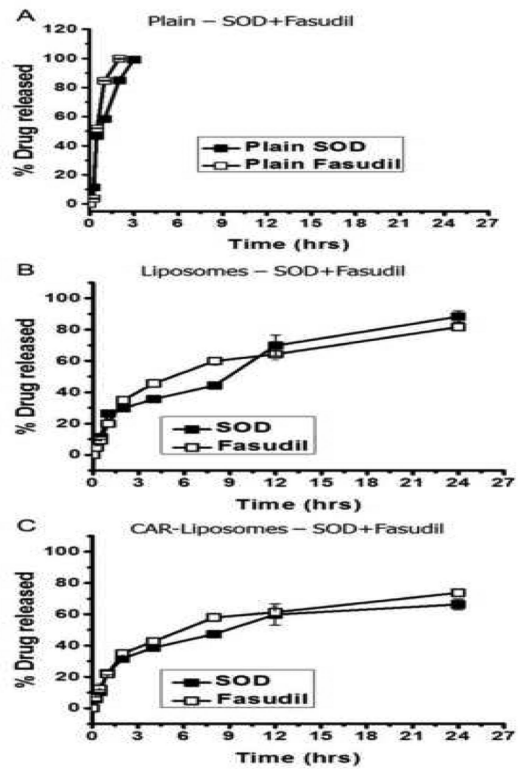 A
Plain – SOD+Fasudil
% Drug released
120
100
80
60
40
20
0
Plain SOD
Plain Fasudil
0 3 6 9 12 15 18 21 24 27
Time (hrs)
B
Liposomes – SOD+Fasudil
% Drug released
100
80
60
40
20
0
SOD
Fasudil
0 3 6 9 12 15 18 21 24 27
Time (hrs)
C
CAR-Liposomes – SOD+Fasudil
% Drug released
100
80
60
40
20
0
SOD
Fasudil
0 3 6 9 12 15 18 21 24 27
Time (hrs)